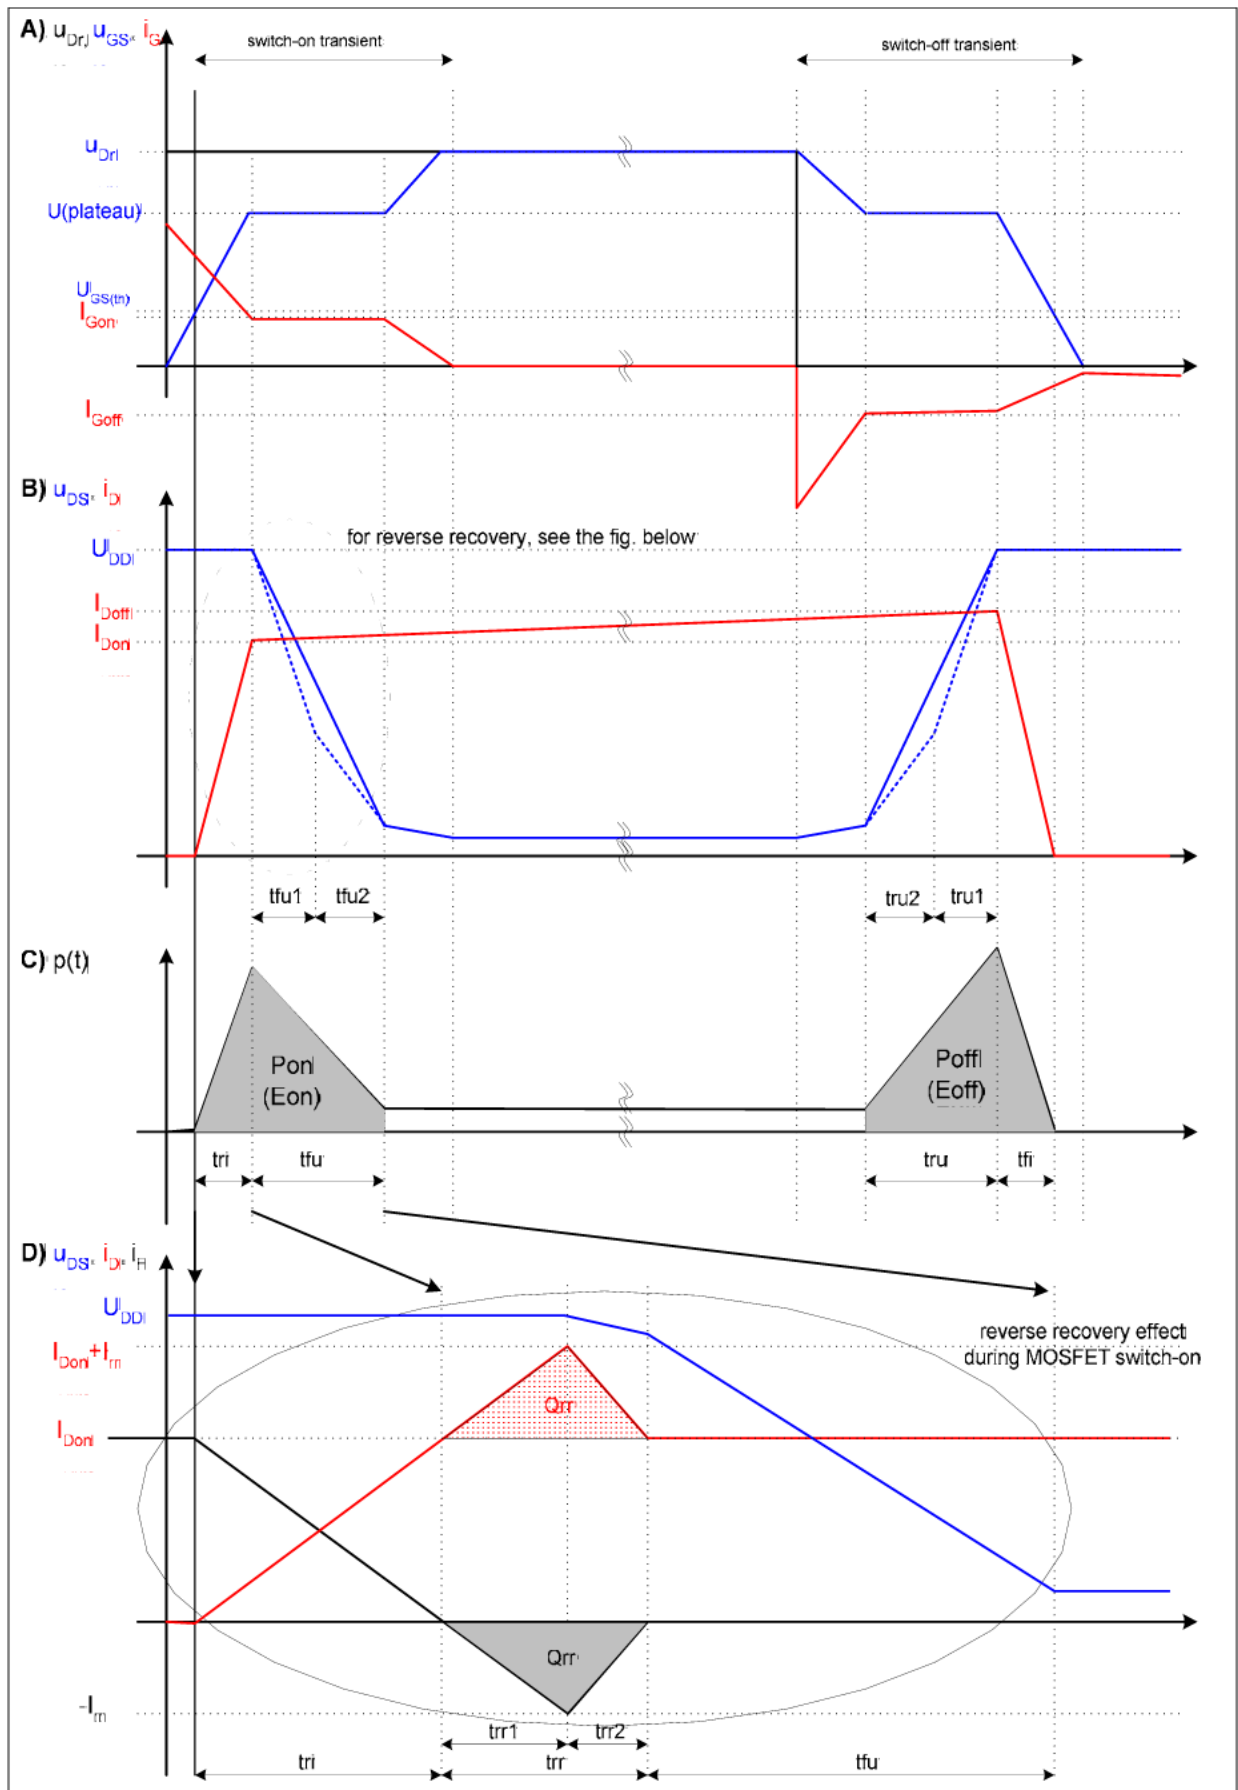 A) uDr, uGS, iG
switch-on transient
switch-off transient
uDr
U(plateau)
UGS(th)
IGon
IGoff
B) uDS, iD
for reverse recovery, see the fig. below
UDD
IDoff
IDon
tfu1
tfu2
tru2
tru1
C) p(t)
Pon
(Eon)
Poff
(Eoff)
tri
tfu
tru
tfi
D) uDS, iD, iF
UDD
IDon+Irr
reverse recovery effect
during MOSFET switch-on
Qrr
IDon
Qrr
-Irr
trr1
trr2
tri
trr
tfu